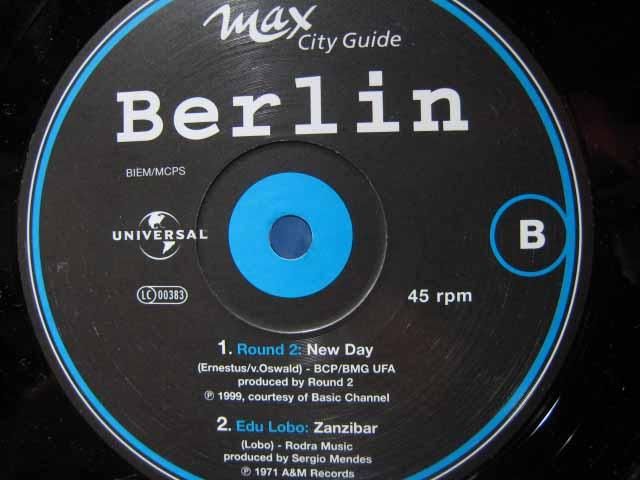 max
City Guide
Berlin
BIEM/MCPS
UNIVERSAL
B
LC 00383
45 rpm
1. Round 2: New Day
(Ernestus/v.Oswald) - BCP/BMG UFA
produced by Round 2
℗ 1999, courtesy of Basic Channel
2. Edu Lobo: Zanzibar
(Lobo) - Rodra Music
produced by Sergio Mendes
℗ 1971 A&M Records